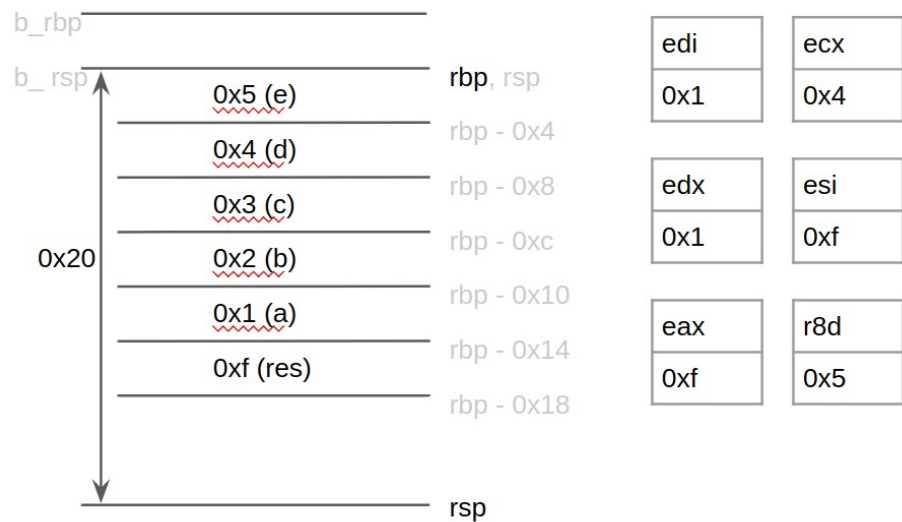 b_rbp
b_ rsp
rbp, rsp
0x5 (e)
rbp - 0x4
0x4 (d)
rbp - 0x8
0x3 (c)
rbp - 0xc
0x20
0x2 (b)
rbp - 0x10
0x1 (a)
rbp - 0x14
0xf (res)
rbp - 0x18
rsp
edi
ecx
0x1
0x4
edx
esi
0x1
0xf
eax
r8d
0xf
0x5